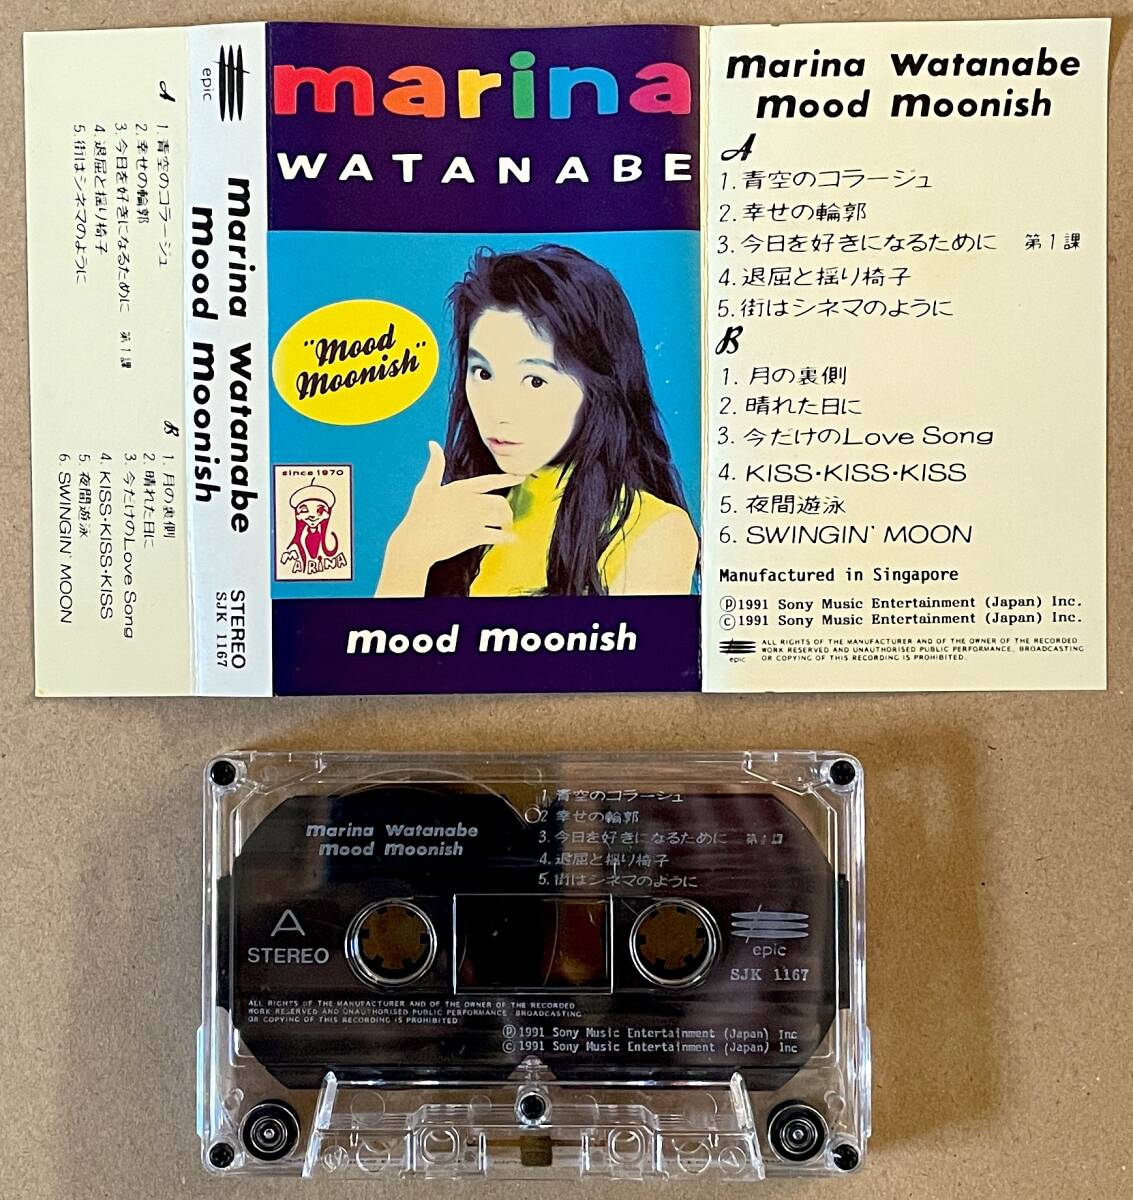 A
1. 青空のコラージュ
2. 幸せの輪郭
3. 今日を好きになるために 第1課
4. 退屈と揺り椅子
5. 街はシネマのように
B
1. 月の裏側
2. 晴れた日に
3. 今だけのLove Song
4. KISS・KISS・KISS
5. 夜間遊泳
6. SWINGIN' MOON
epic
marina watanabe
mood moonish
STEREO
SJK 1167
marina
WATANABE
"mood
moonish"
since 1970
MARINA
mood moonish
marina watanabe
mood moonish
A
1. 青空のコラージュ
2. 幸せの輪郭
3. 今日を好きになるために 第1課
4. 退屈と揺り椅子
5. 街はシネマのように
B
1. 月の裏側
2. 晴れた日に
3. 今だけのLove Song
4. KISS・KISS・KISS
5. 夜間遊泳
6. SWINGIN' MOON
Manufactured in Singapore
Ⓟ1991 Sony Music Entertainment (Japan) Inc.
Ⓒ1991 Sony Music Entertainment (Japan) Inc.
epic
ALL RIGHTS OF THE MANUFACTURER AND OF THE OWNER OF THE RECORDED
WORK RESERVED AND UNAUTHORISED PUBLIC PERFORMANCE, BROADCASTING
OR COPYING OF THIS RECORDING IS PROHIBITED.
marina watanabe
mood moonish
1. 青空のコラージュ
2 幸せの輪郭
3. 今日を好きになるために 第1課
4. 退屈と揺り椅子
5. 街はシネマのように
A
STEREO
epic
SJK 1167
ALL RIGHTS OF THE MANUFACTURER AND OF THE OWNER OF THE RECORDED
WORK RESERVED AND UNAUTHORISED PUBLIC PERFORMANCE BROADCASTING
OR COPYING OF THIS RECORDING IS PROHIBITED
Ⓟ1991 Sony Music Entertainment (Japan) Inc
Ⓒ1991 Sony Music Entertainment (Japan) Inc